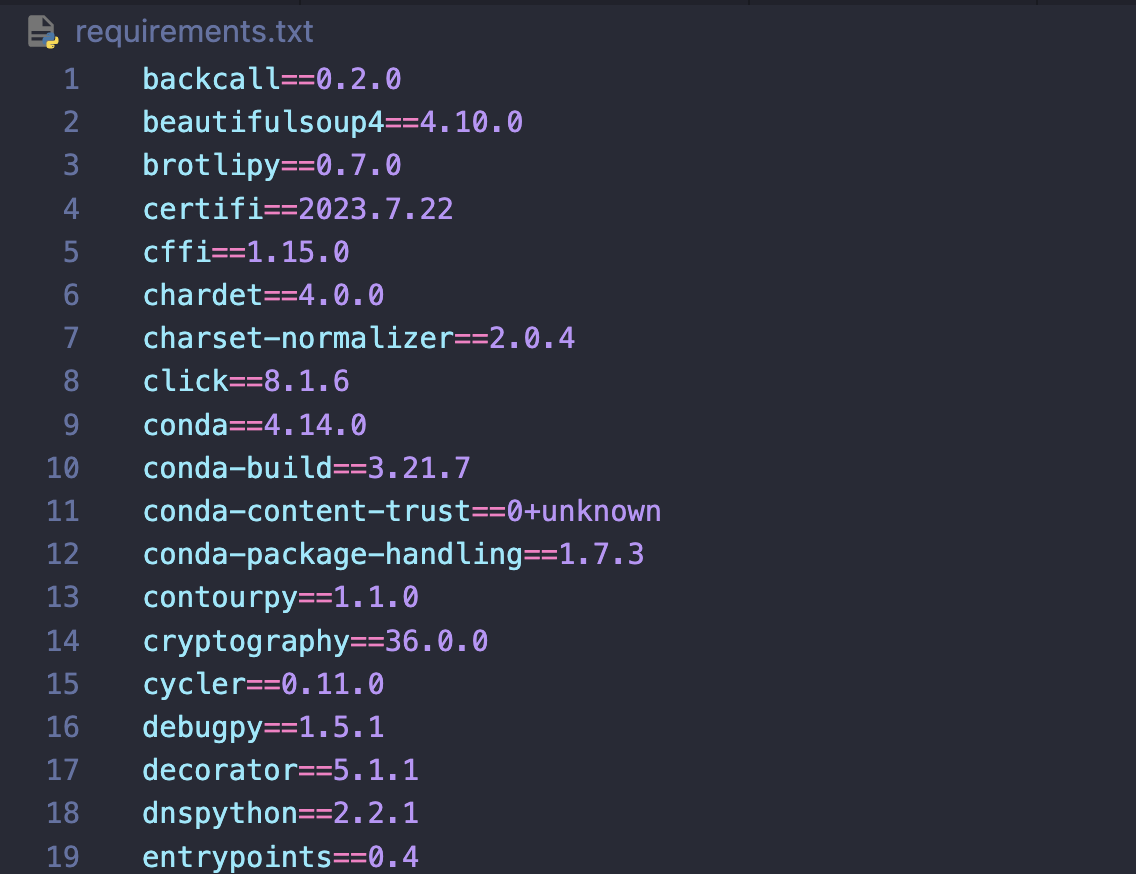 requirements.txt
1 backcall==0.2.0
2 beautifulsoup4==4.10.0
3 brotlipy==0.7.0
4 certifi==2023.7.22
5 cffi==1.15.0
6 chardet==4.0.0
7 charset-normalizer==2.0.4
8 click==8.1.6
9 conda==4.14.0
10 conda-build==3.21.7
11 conda-content-trust==0+unknown
12 conda-package-handling==1.7.3
13 contourpy==1.1.0
14 cryptography==36.0.0
15 cycler==0.11.0
16 debugpy==1.5.1
17 decorator==5.1.1
18 dnspython==2.2.1
19 entrypoints==0.4